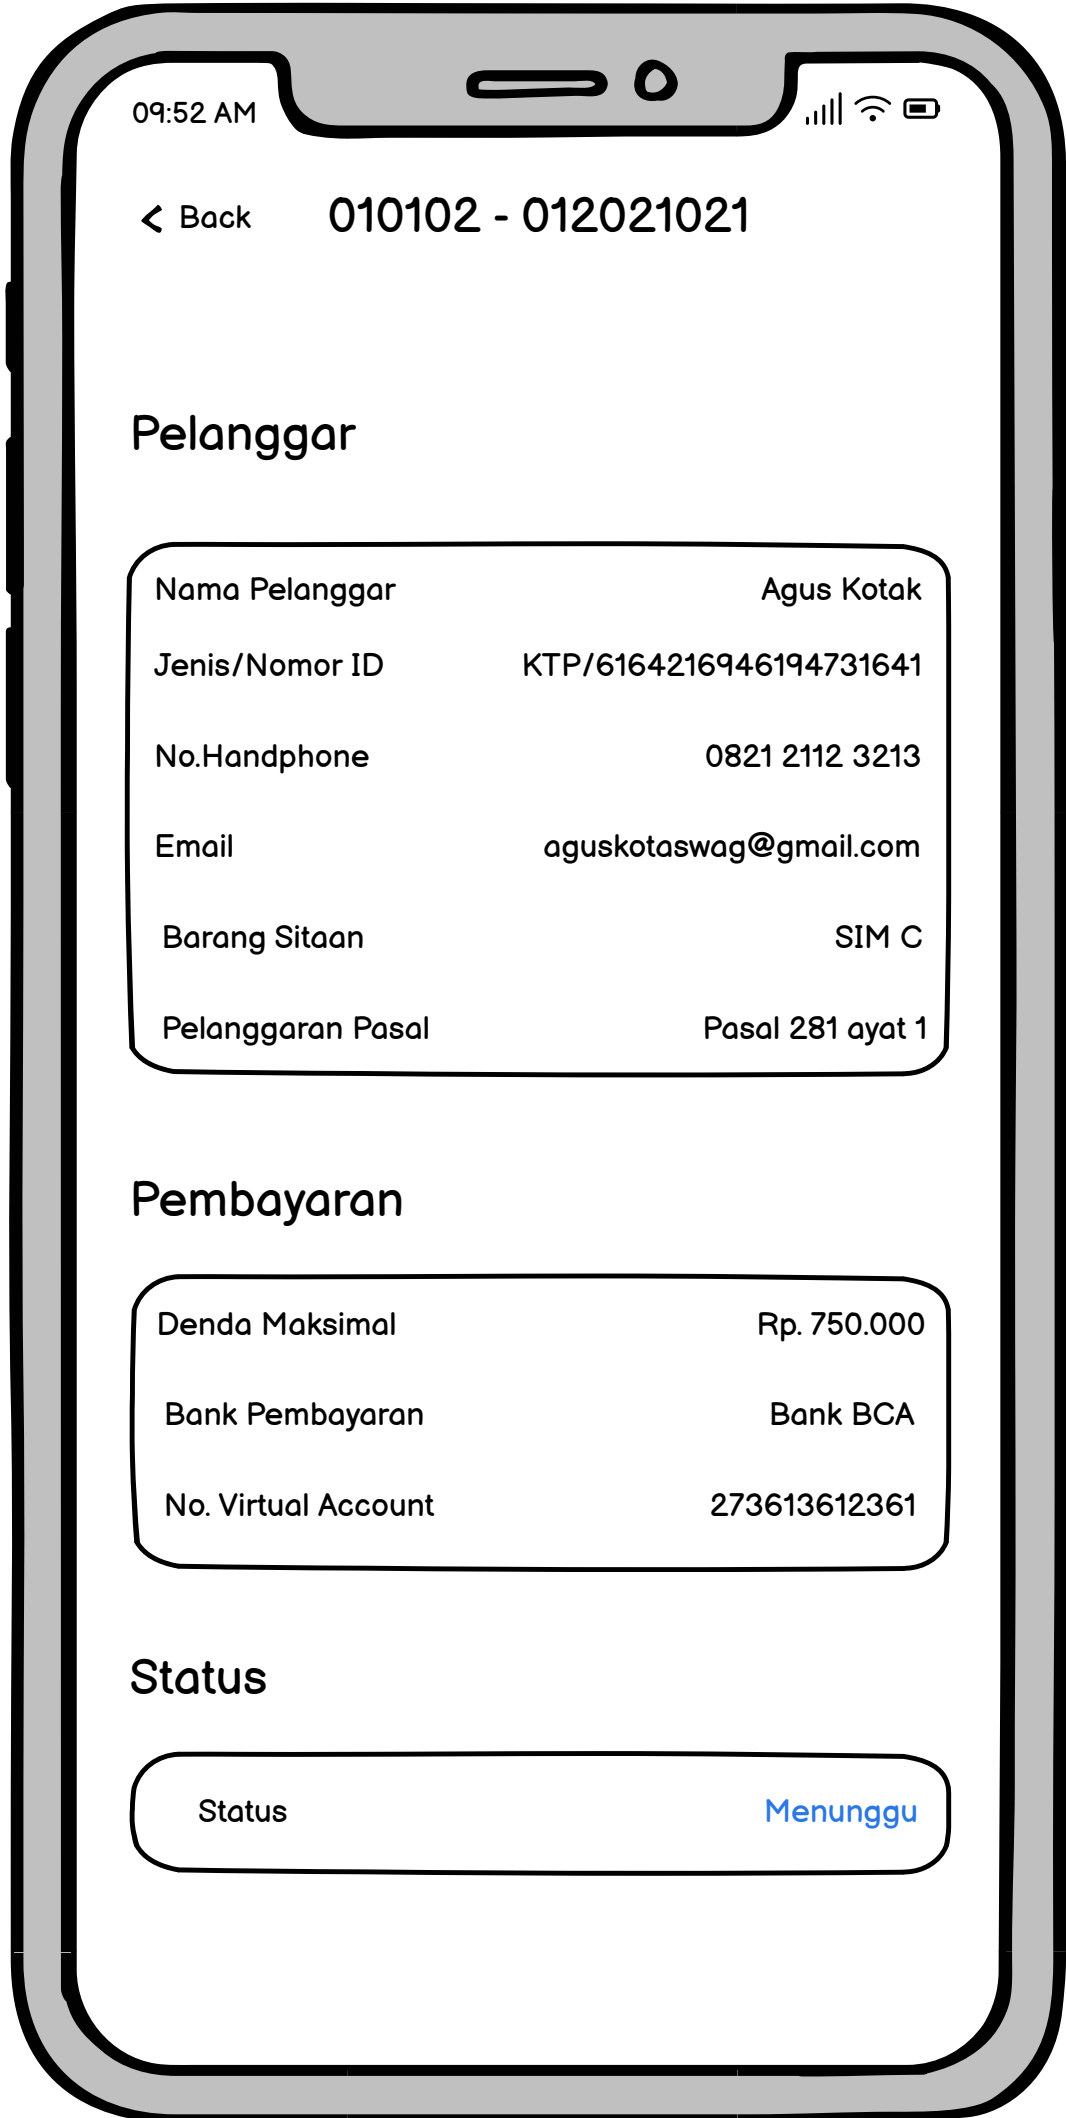 09:52 AM
Back 010102 - 012021021
Pelanggar
Nama Pelanggar Agus Kotak
Jenis/Nomor ID KTP/6164216946194731641
No.Handphone 0821 2112 3213
Email aguskotaswag@gmail.com
Barang Sitaan SIM C
Pelanggaran Pasal Pasal 281 ayat 1
Pembayaran
Denda Maksimal Rp. 750.000
Bank Pembayaran Bank BCA
No. Virtual Account 273613612361
Status
Status Menunggu